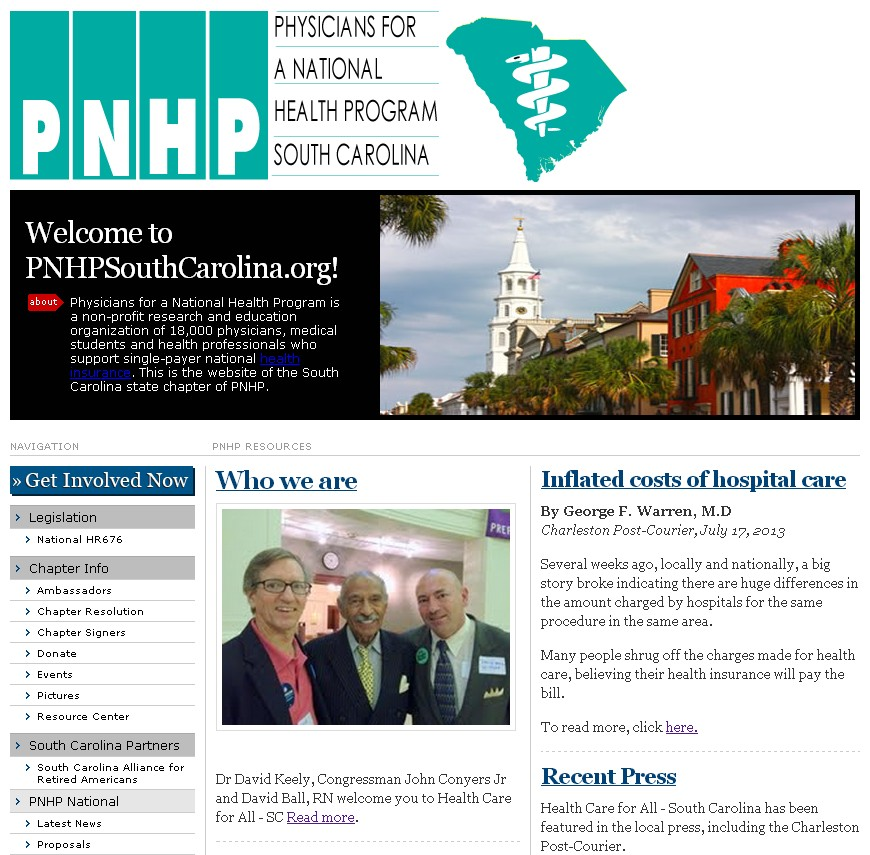 PNHP
PHYSICIANS FOR
A NATIONAL
HEALTH PROGRAM
SOUTH CAROLINA
Welcome to
PNHPSouthCarolina.org!
about
Physicians for a National Health Program is
a non-profit research and education
organization of 18,000 physicians, medical
students and health professionals who
support single-payer national health
insurance. This is the website of the South
Carolina state chapter of PNHP.
NAVIGATION
» Get Involved Now
Legislation
National HR676
Chapter Info
Ambassadors
Chapter Resolution
Chapter Signers
Donate
Events
Pictures
Resource Center
South Carolina Partners
South Carolina Alliance for
Retired Americans
PNHP National
Latest News
Proposals
PNHP RESOURCES
Who we are
Dr David Keely, Congressman John Conyers Jr
and David Ball, RN welcome you to Health Care
for All - SC Read more.
Inflated costs of hospital care
By George F. Warren, M.D
Charleston Post-Courier, July 17, 2013
Several weeks ago, locally and nationally, a big
story broke indicating there are huge differences in
the amount charged by hospitals for the same
procedure in the same area.
Many people shrug off the charges made for health
care, believing their health insurance will pay the
bill.
To read more, click here.
Recent Press
Health Care for All - South Carolina has been
featured in the local press, including the Charleston
Post-Courier.